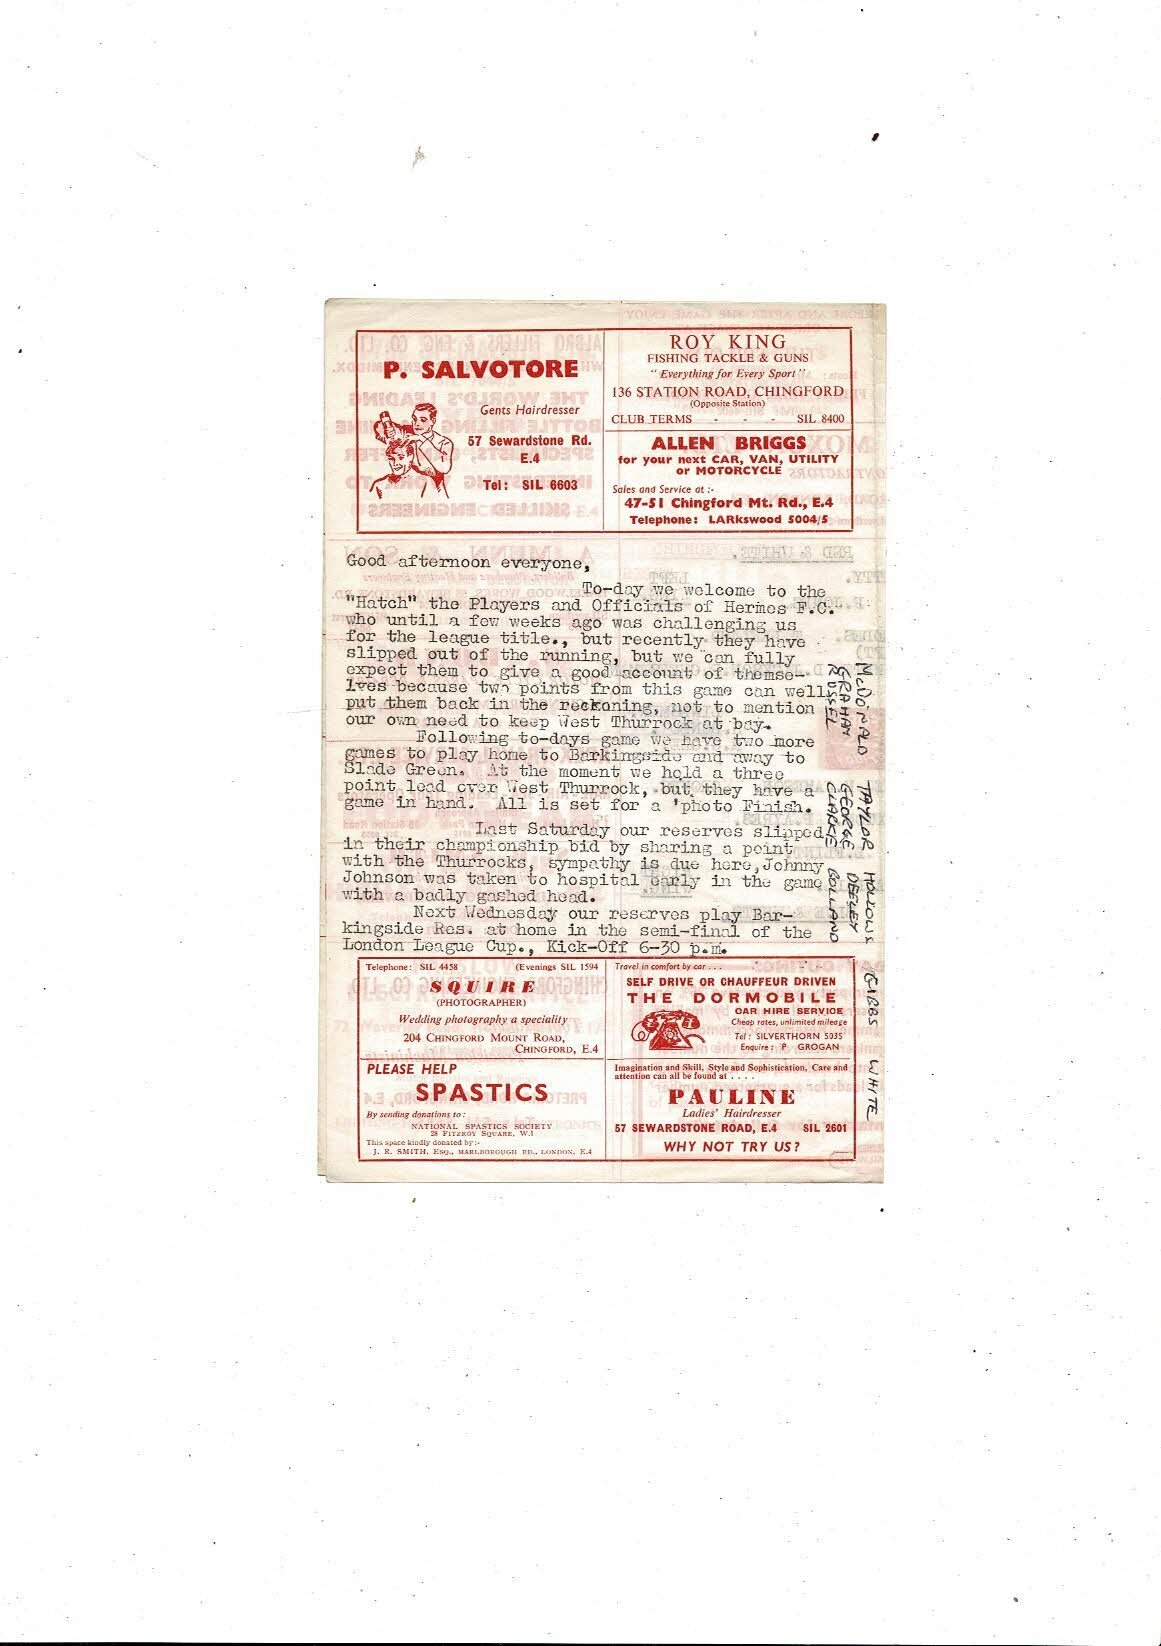 P. SALVOTORE
Gents Hairdresser
57 Sewardstone Rd.
E.4
Tel: SIL 6603
ROY KING
FISHING TACKLE & GUNS
"Everything for Every Sport"
136 STATION ROAD, CHINGFORD
(Opposite Station)
CLUB TERMS - - - SIL 8400
ALLEN BRIGGS
for your next CAR, VAN, UTILITY
or MOTORCYCLE
Sales and Service at :-
47-51 Chingford Mt. Rd., E.4
Telephone: LARkswood 5004/5
Good afternoon everyone,
To-day we welcome to the
"Hatch" the Players and Officials of Hermes F.C.
who until a few weeks ago was challenging us
for the league title., but recently they have
slipped out of the running, but we can fully
expect them to give a good account of themse-
lves because two points from this game can well
put them back in the reckoning, not to mention
our own need to keep West Thurrock at bay.
Following to-days game we have two more
games to play home to Barkingside and away to
Slade Green. At the moment we hold a three
point lead over West Thurrock, but they have a
game in hand. All is set for a 'photo Finish.
Last Saturday our reserves slipped
in their championship bid by sharing a point
with the Thurrocks, sympathy is due here, Johnny
Johnson was taken to hospital early in the game
with a badly gashed head.
Next Wednesday our reserves play Bar-
kingside Res. at home in the semi-final of the
London League Cup., Kick-Off 6-30 p.m.
McDONALD TAYLOR HOLLOWS GIBBS WHITE
GRAHAM GEORGE DEELEY
RUSSEL CLARKE BOLLAND
Telephone: SIL 4458 (Evenings SIL 1594
SQUIRE
(PHOTOGRAPHER)
Wedding photography a speciality
204 CHINGFORD MOUNT ROAD,
CHINGFORD, E.4
Travel in comfort by car . . .
SELF DRIVE OR CHAUFFEUR DRIVEN
THE DORMOBILE
CAR HIRE SERVICE
Cheap rates, unlimited mileage
Tel: SILVERTHORN 5035
Enquire: P GROGAN
PLEASE HELP
SPASTICS
By sending donations to:
NATIONAL SPASTICS SOCIETY
28 FITZROY SQUARE, W.1
This space kindly donated by:-
J. R. SMITH, ESQ., MARLBOROUGH RD., LONDON, E.4
Imagination and Skill, Style and Sophistication, Care and
attention can all be found at . . . .
PAULINE
Ladies' Hairdresser
57 SEWARDSTONE ROAD, E.4 SIL 2601
WHY NOT TRY US?